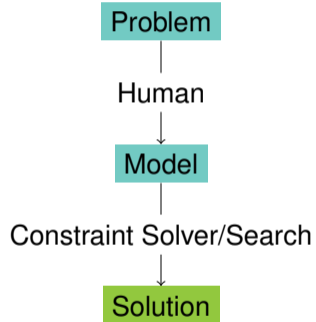 Problem
Human
Model
Constraint Solver/Search
Solution